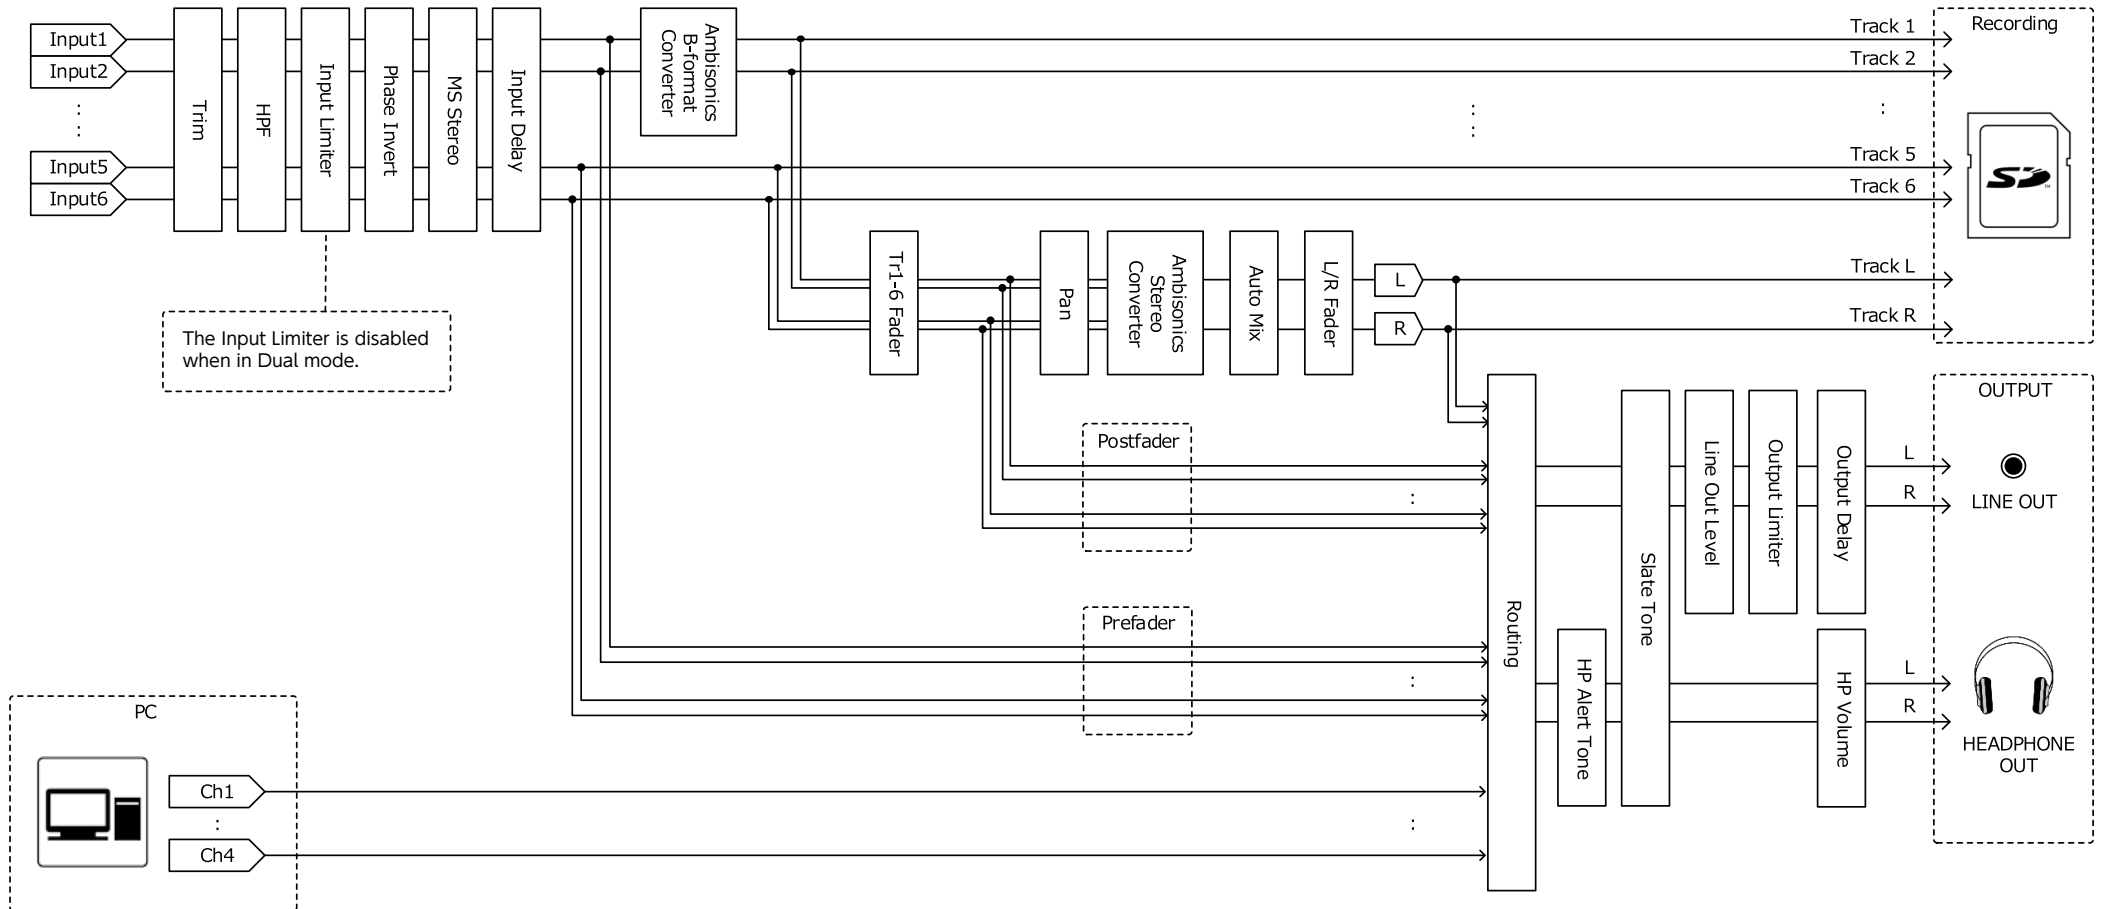 Input1
Input2
:
:
Input5
Input6
Trim
HPF
Input Limiter
Phase Invert
MS Stereo
Input Delay
Ambisonics
B-format
Converter
Track 1
Track 2
:
:
:
Track 5
Track 6
Recording
SD
™
The Input Limiter is disabled
when in Dual mode.
Tr1-6 Fader
Pan
Ambisonics
Stereo
Converter
Auto Mix
L/R Fader
L
R
Track L
Track R
Postfader
:
Prefader
:
PC
Ch1
:
Ch4
:
Routing
HP Alert Tone
Slate Tone
Line Out Level
Output Limiter
Output Delay
HP Volume
L
R
L
R
OUTPUT
LINE OUT
HEADPHONE
OUT